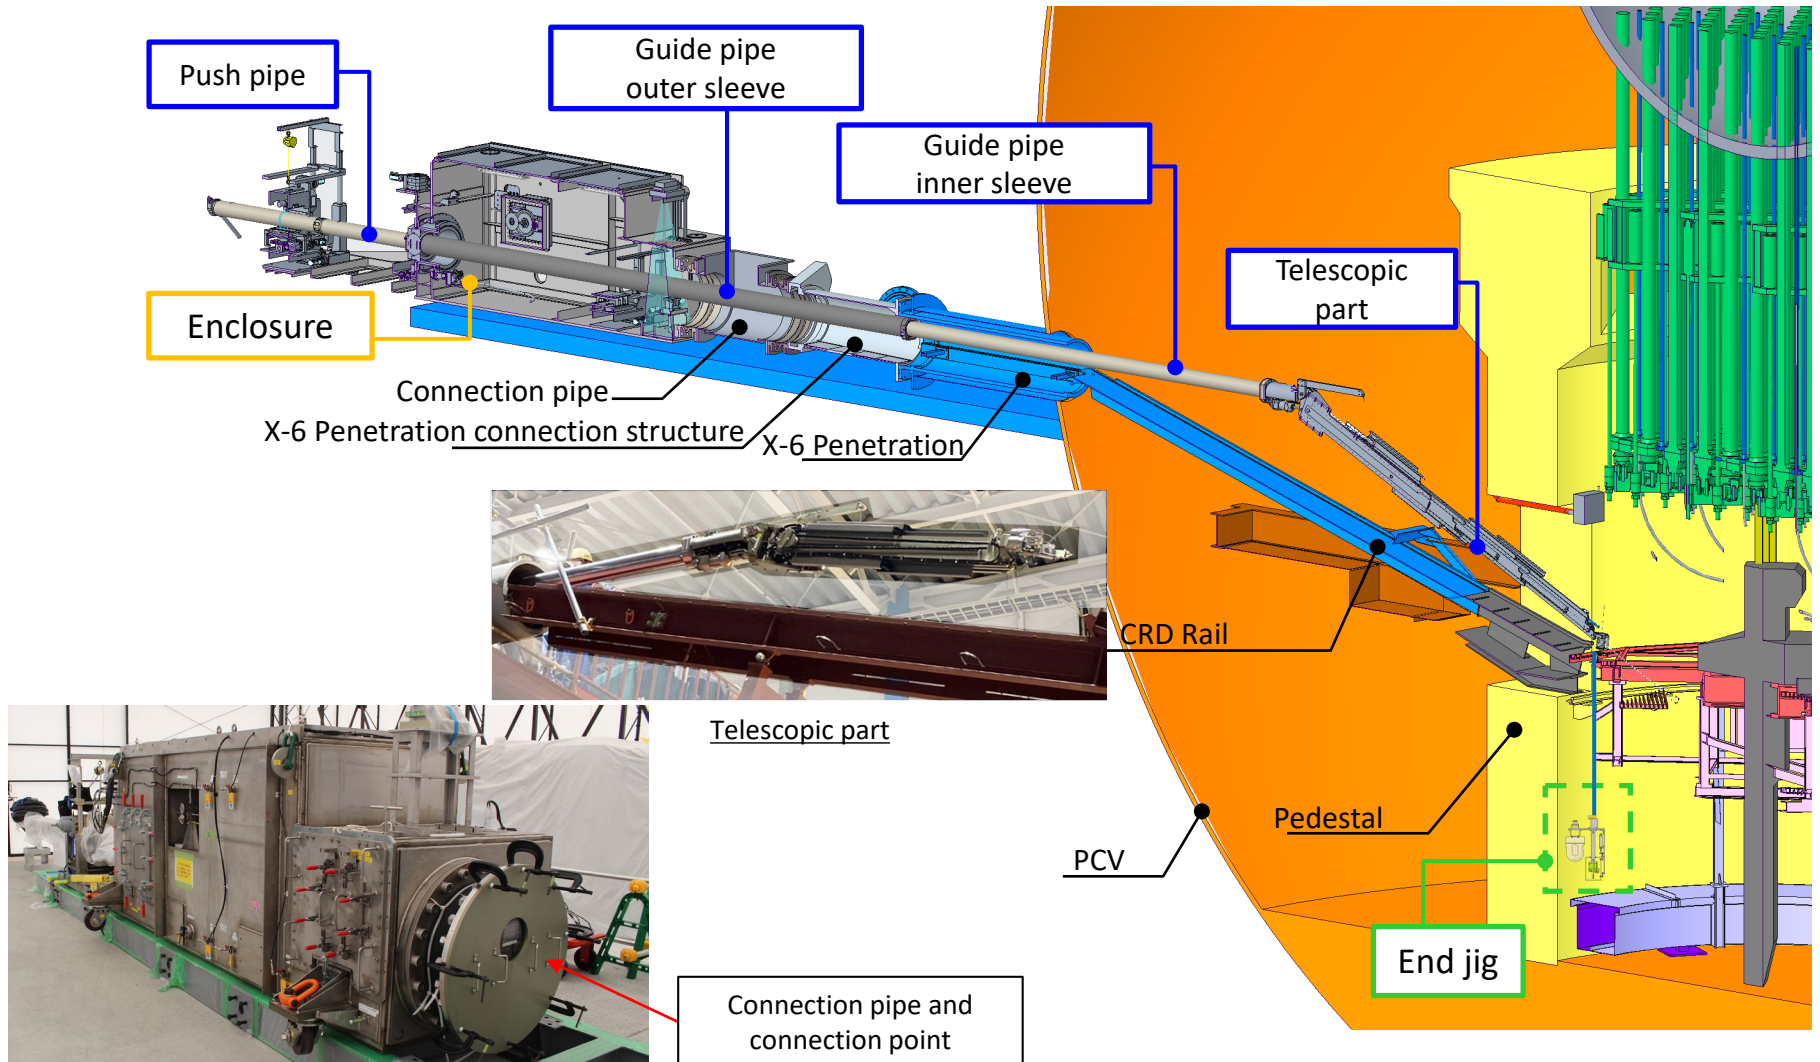 Push pipe
Guide pipe
outer sleeve
Guide pipe
inner sleeve
Telescopic
part
Enclosure
Connection pipe
X-6 Penetration connection structure
X-6 Penetration
CRD Rail
Telescopic part
Pedestal
PCV
End jig
Connection pipe and
connection point